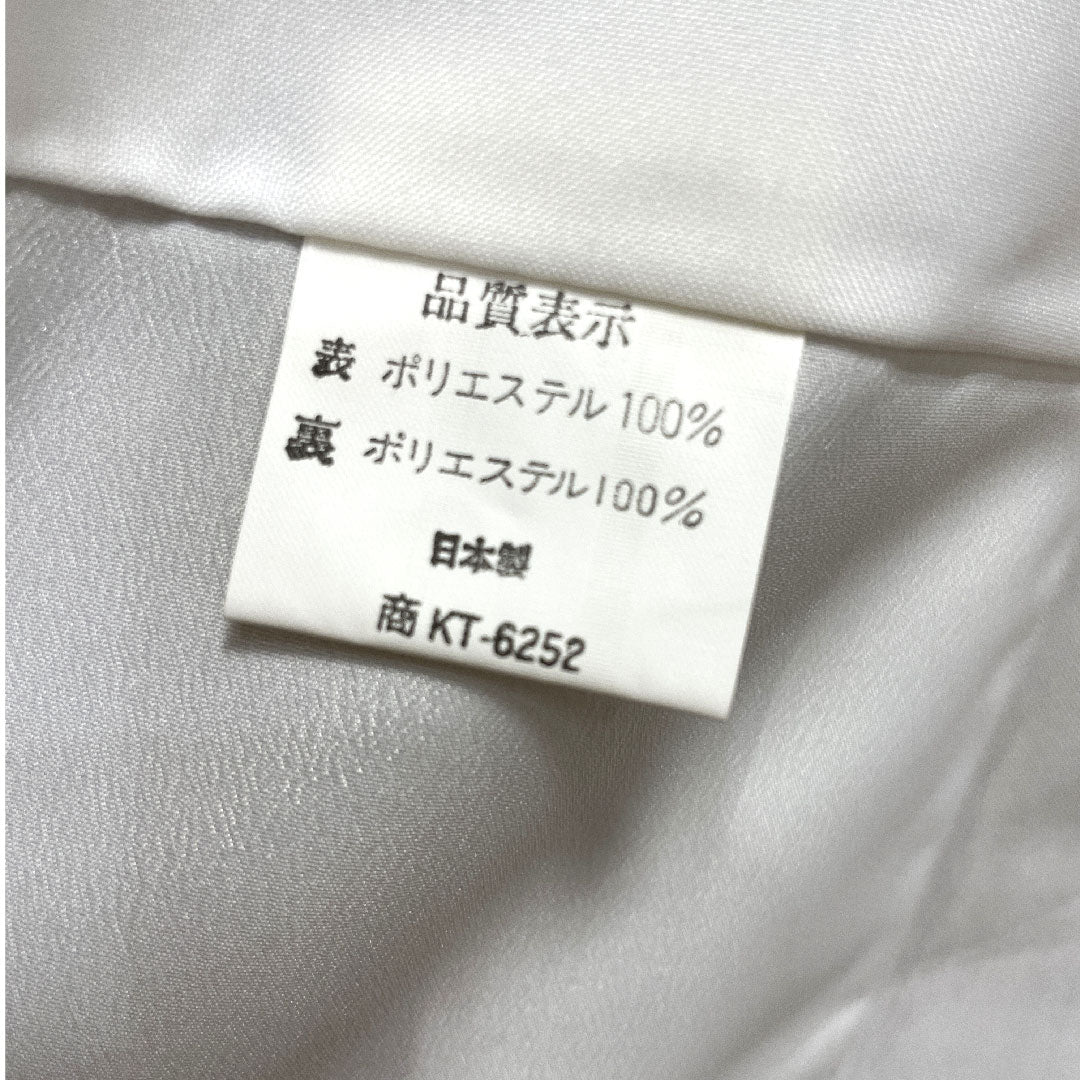 品質表示
表 ポリエステル100%
裏 ポリエステル100%
日本製
商 KT-6252